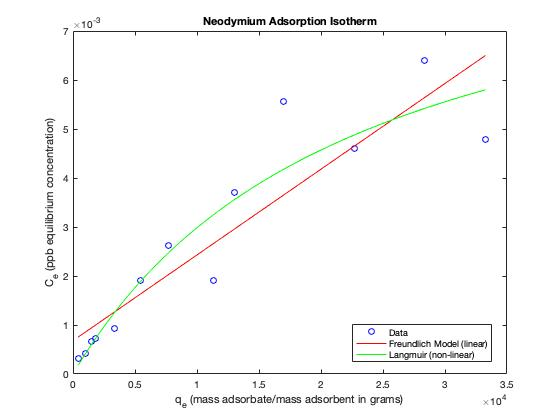 Neodymium Adsorption Isotherm
×10⁻³
7
6
5
4
3
2
1
0
C_e (ppb equilibrium concentration)
0 0.5 1 1.5 2 2.5 3 3.5
×10⁴
q_e (mass adsorbate/mass adsorbent in grams)
Data
Freundlich Model (linear)
Langmuir (non-linear)